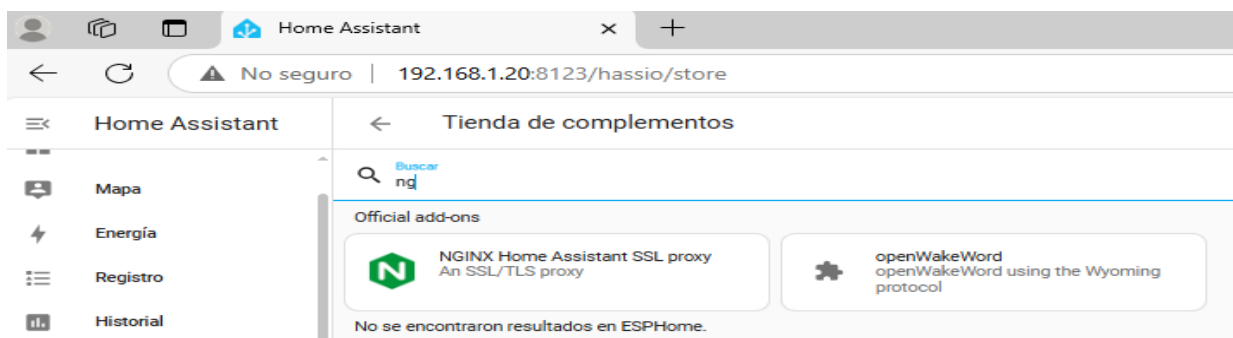 Home Assistant
No seguro | 192.168.1.20:8123/hassio/store
Home Assistant
Tienda de complementos
Buscar
ng
Mapa
Energía
Registro
Historial
Official add-ons
NGINX Home Assistant SSL proxy
An SSL/TLS proxy
openWakeWord
openWakeWord using the Wyoming
protocol
No se encontraron resultados en ESPHome.